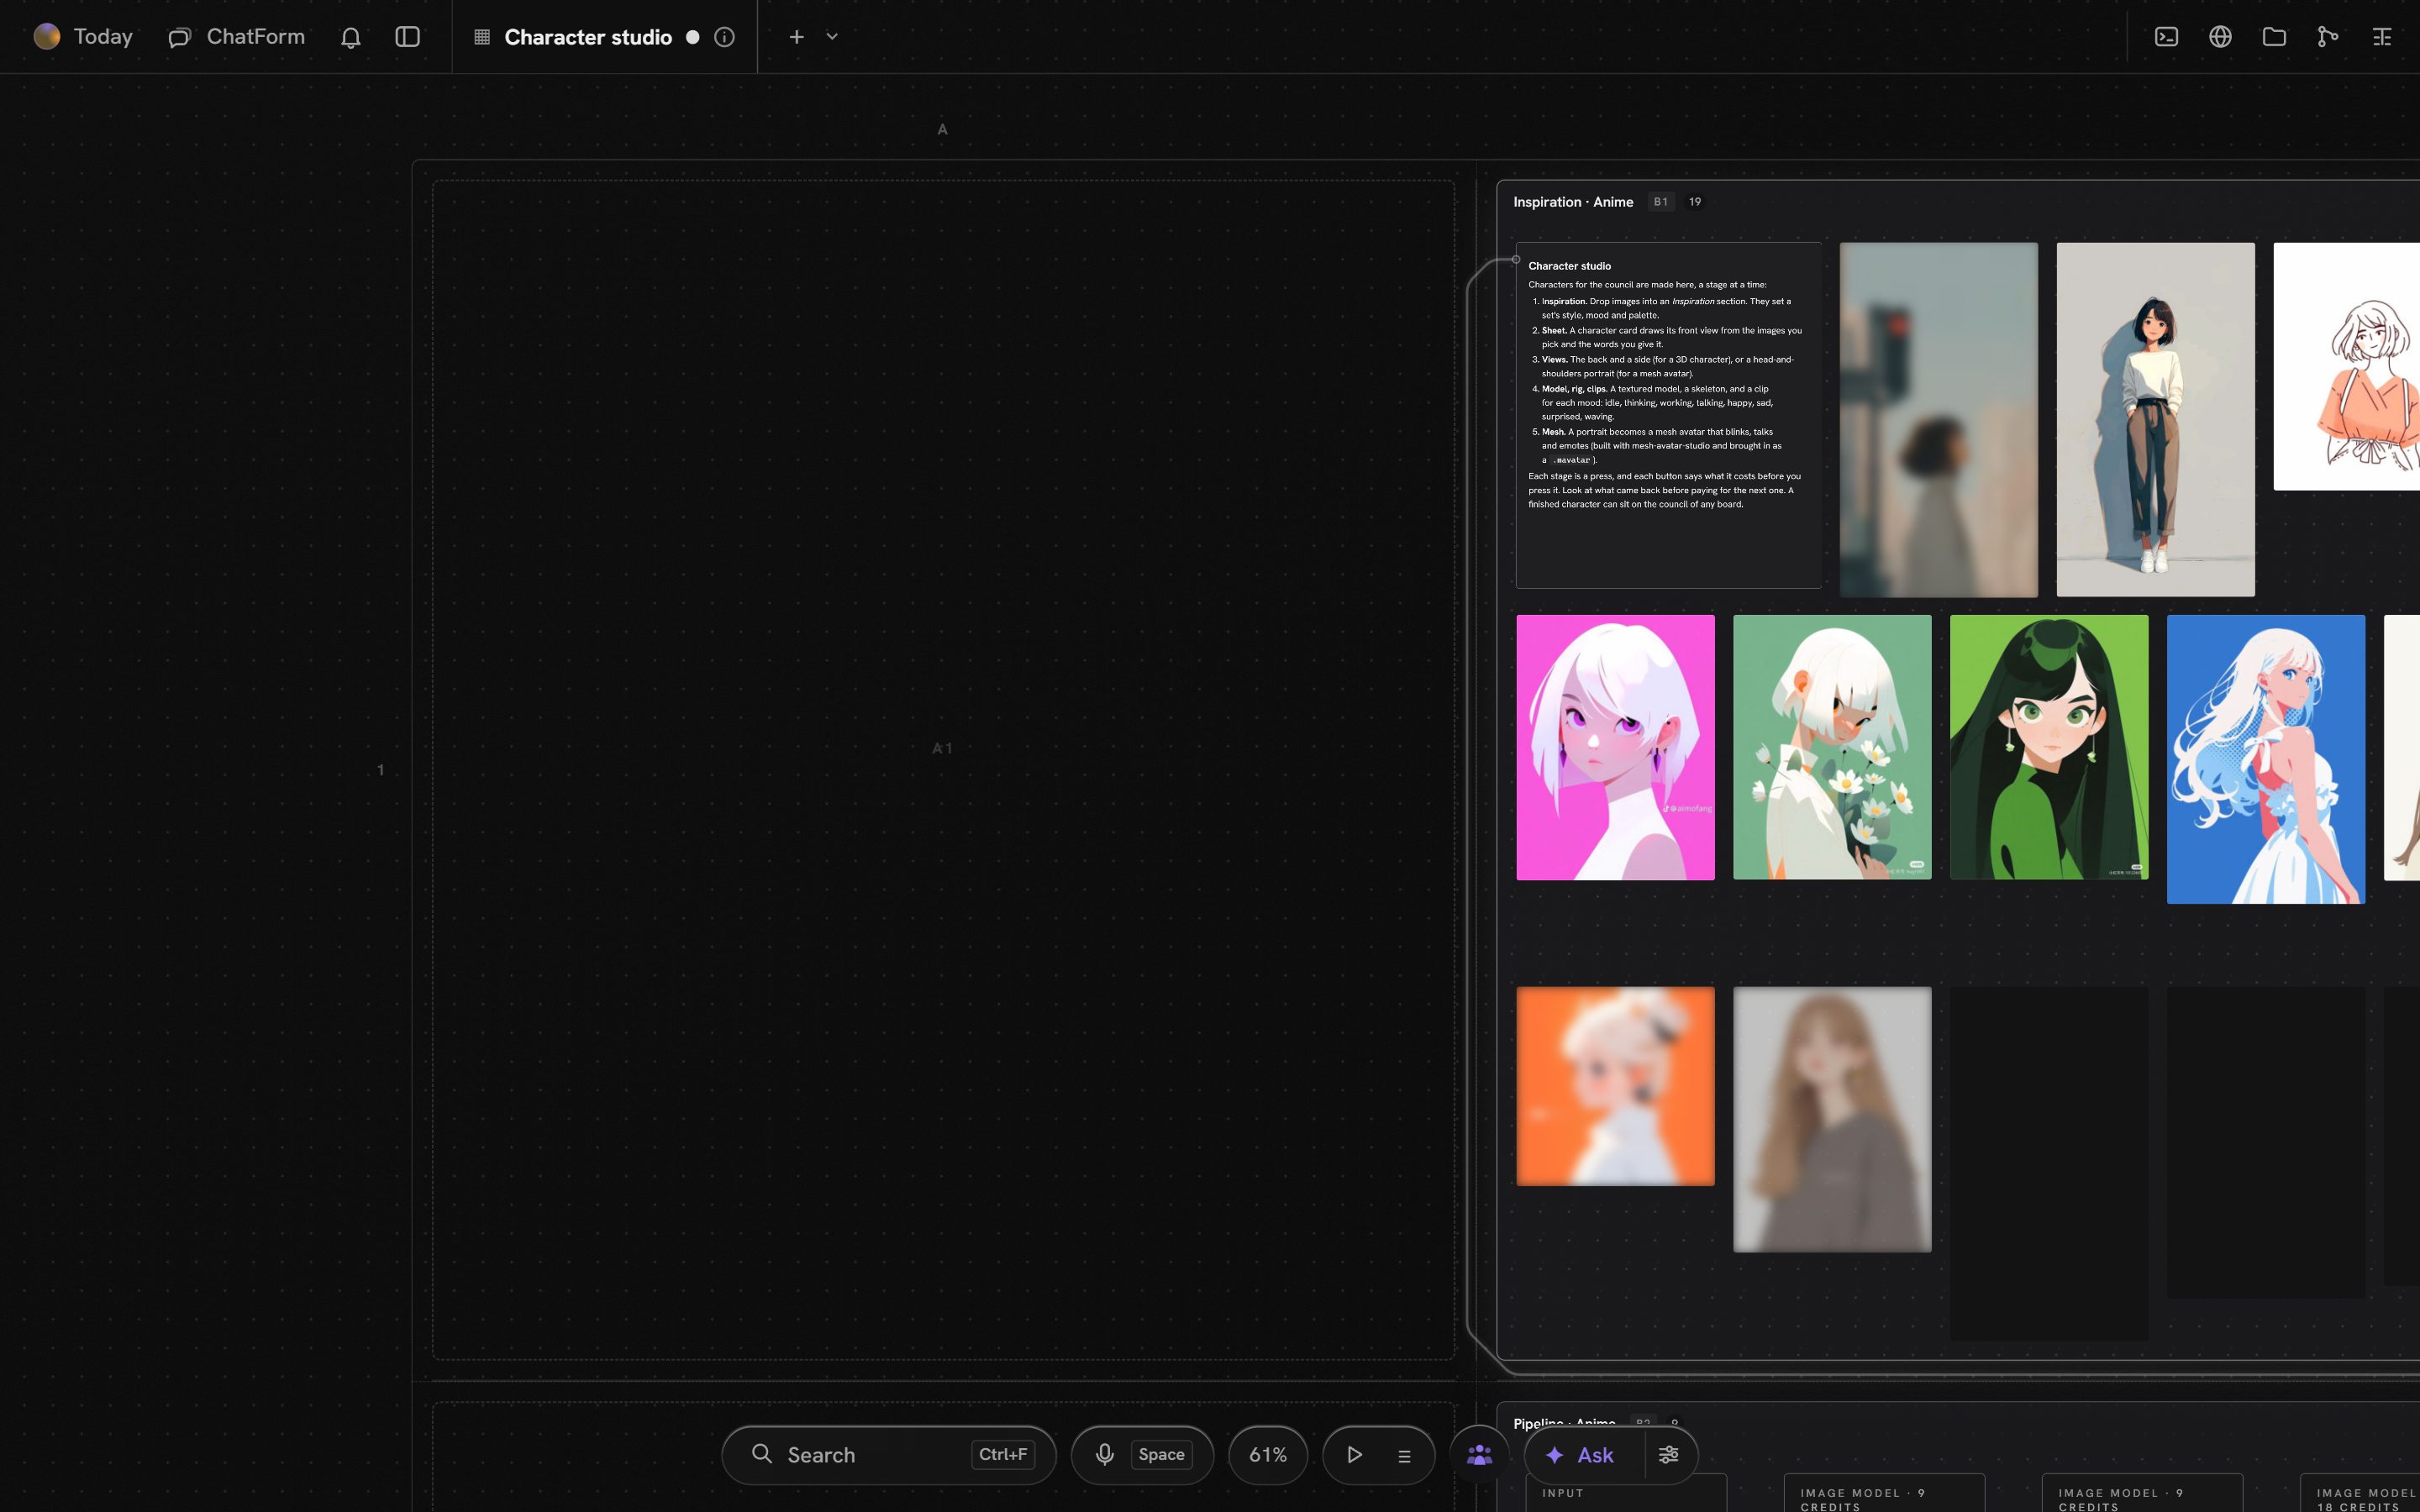 Today
ChatForm
Character studio
A
Inspiration · Anime B1 19
Character studio
Characters for the council are made here, a stage at a time:
1. Inspiration. Drop images into an Inspiration section. They set a
set's style, mood and palette.
2. Sheet. A character card draws its front view from the images you
pick and the words you give it.
3. Views. The back and a side (for a 3D character), or a head-and-
shoulders portrait (for a mesh avatar).
4. Model, rig, clips. A textured model, a skeleton, and a clip
for each mood: idle, thinking, working, talking, happy, sad,
surprised, waving.
5. Mesh. A portrait becomes a mesh avatar that blinks, talks
and emotes (built with mesh-avatar-studio and brought in as
a .mavatar ).
Each stage is a press, and each button says what it costs before you
press it. Look at what came back before paying for the next one. A
finished character can sit on the council of any board.
@aimofang
A1
1
Pipeline · Anime B2 9
Search Ctrl+F
Space
61%
Ask
INPUT
IMAGE MODEL · 9
CREDITS
IMAGE MODEL · 9
CREDITS
IMAGE MODEL
18 CREDITS